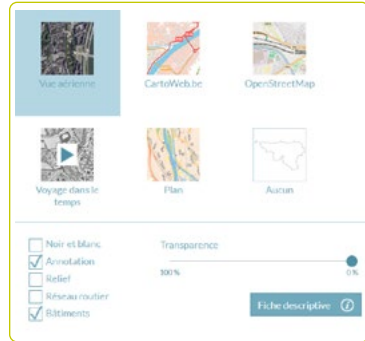 Vue aérienne
CartoWeb.be
OpenStreetMap
Voyage dans le
temps
Plan
Aucun
Noir et blanc
Annotation
Relief
Réseau routier
Bâtiments
Transparence
100 %
0 %
Fiche descriptive